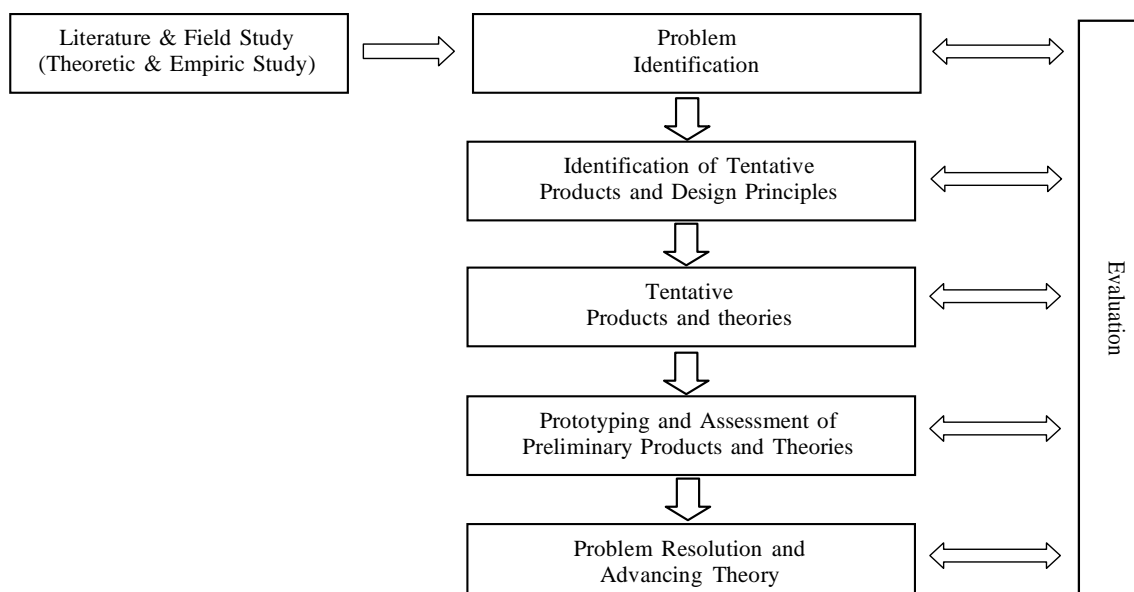 Literature & Field Study
(Theoretic & Empiric Study)
Problem
Identification
Identification of Tentative
Products and Design Principles
Tentative
Products and theories
Prototyping and Assessment of
Preliminary Products and Theories
Problem Resolution and
Advancing Theory
Evaluation